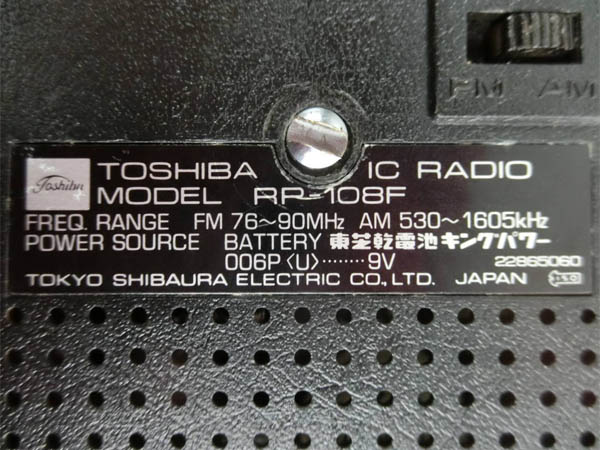 FM AM
Toshiba
TOSHIBA IC RADIO
MODEL RP-108F
FREQ. RANGE FM 76~90MHz AM 530~1605kHz
POWER SOURCE BATTERY 東芝乾電池キングパワー
006P〈U〉........9V 22865060
TOKYO SHIBAURA ELECTRIC CO.,LTD. JAPAN